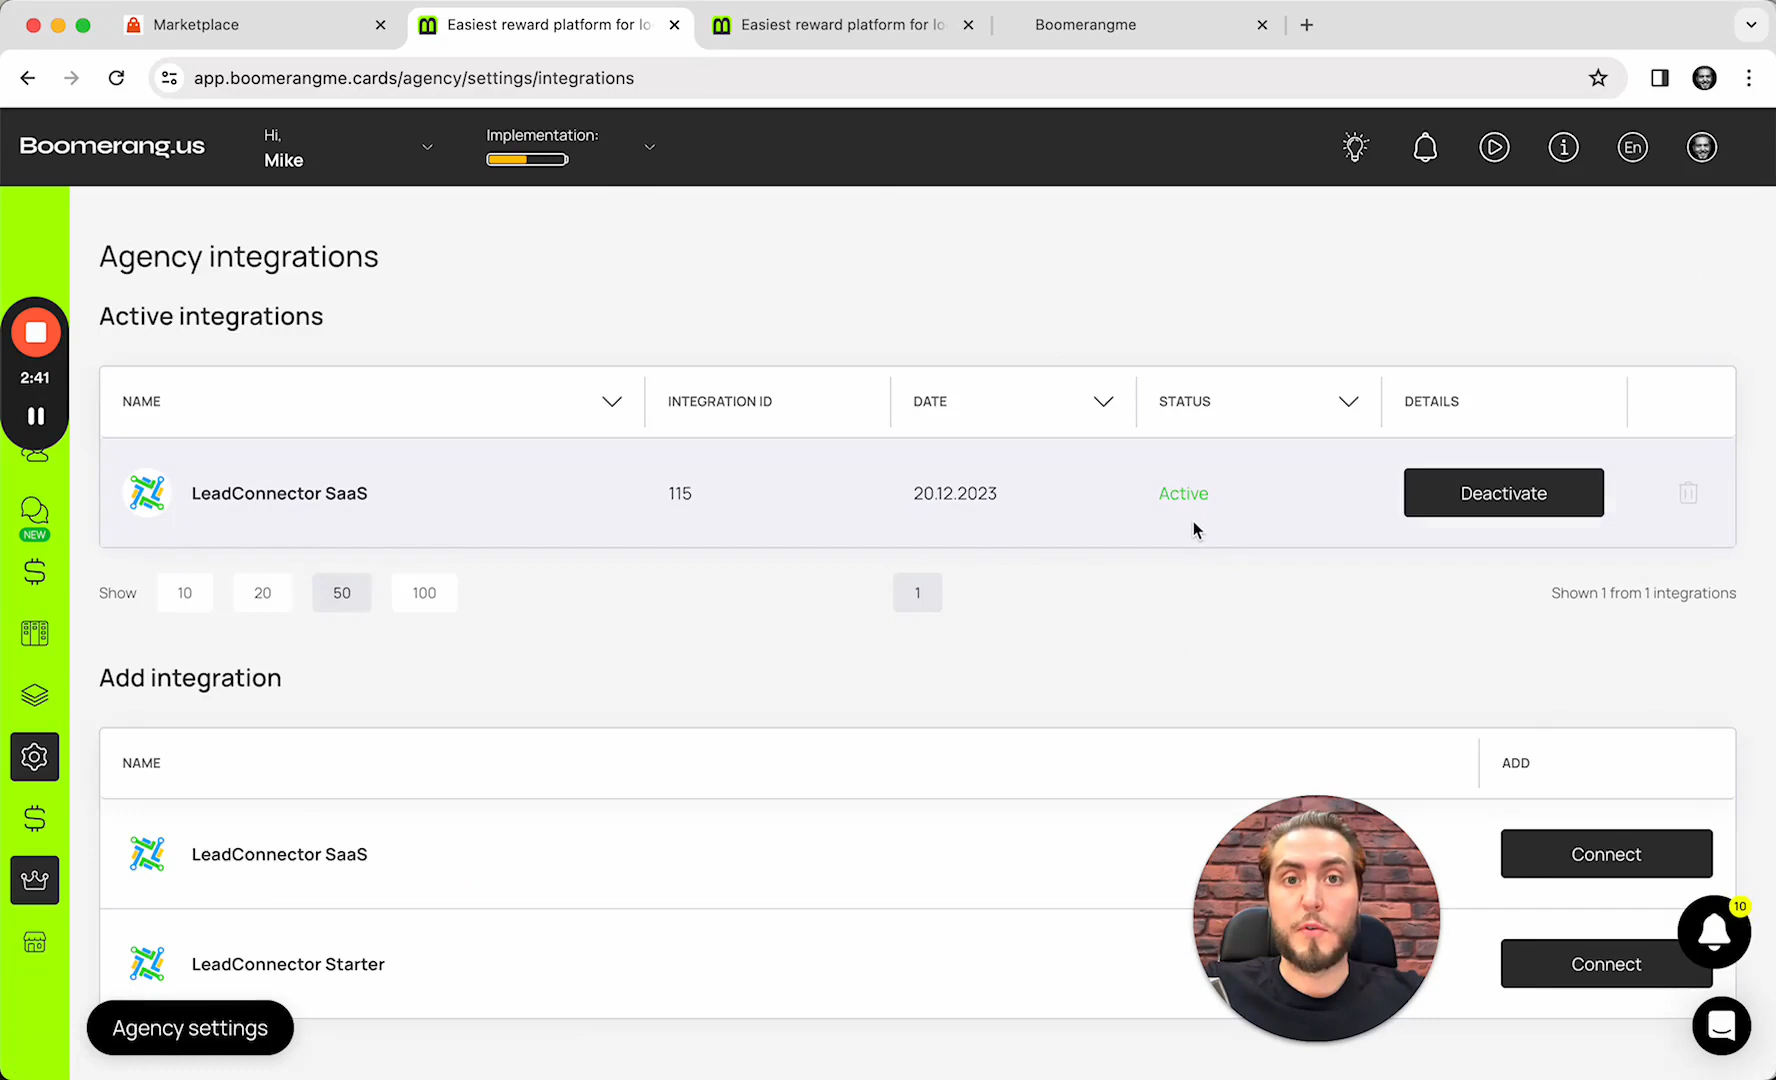 Marketplace
Easiest reward platform for lo
Easiest reward platform for lo
Boomerangme
app.boomerangme.cards/agency/settings/integrations
Boomerang.us
Hi,
Mike
Implementation:
En
Agency integrations
Active integrations
2:41
NAME
INTEGRATION ID
DATE
STATUS
DETAILS
LeadConnector SaaS
115
20.12.2023
Active
Deactivate
NEW
Show
10
20
50
100
1
Shown 1 from 1 integrations
Add integration
NAME
ADD
LeadConnector SaaS
Connect
10
LeadConnector Starter
Connect
Agency settings